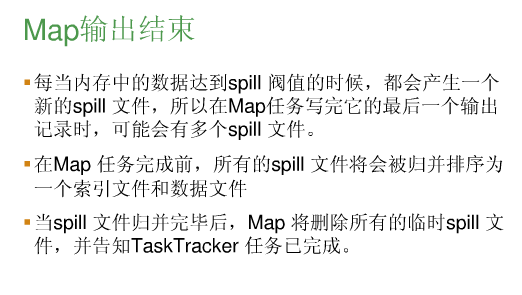 Map输出结束
▪每当内存中的数据达到spill 阀值的时候，都会产生一个
新的spill 文件，所以在Map任务写完它的最后一个输出
记录时，可能会有多个spill 文件。
▪在Map 任务完成前，所有的spill 文件将会被归并排序为
一个索引文件和数据文件
▪当spill 文件归并完毕后，Map 将删除所有的临时spill 文
件，并告知TaskTracker 任务已完成。